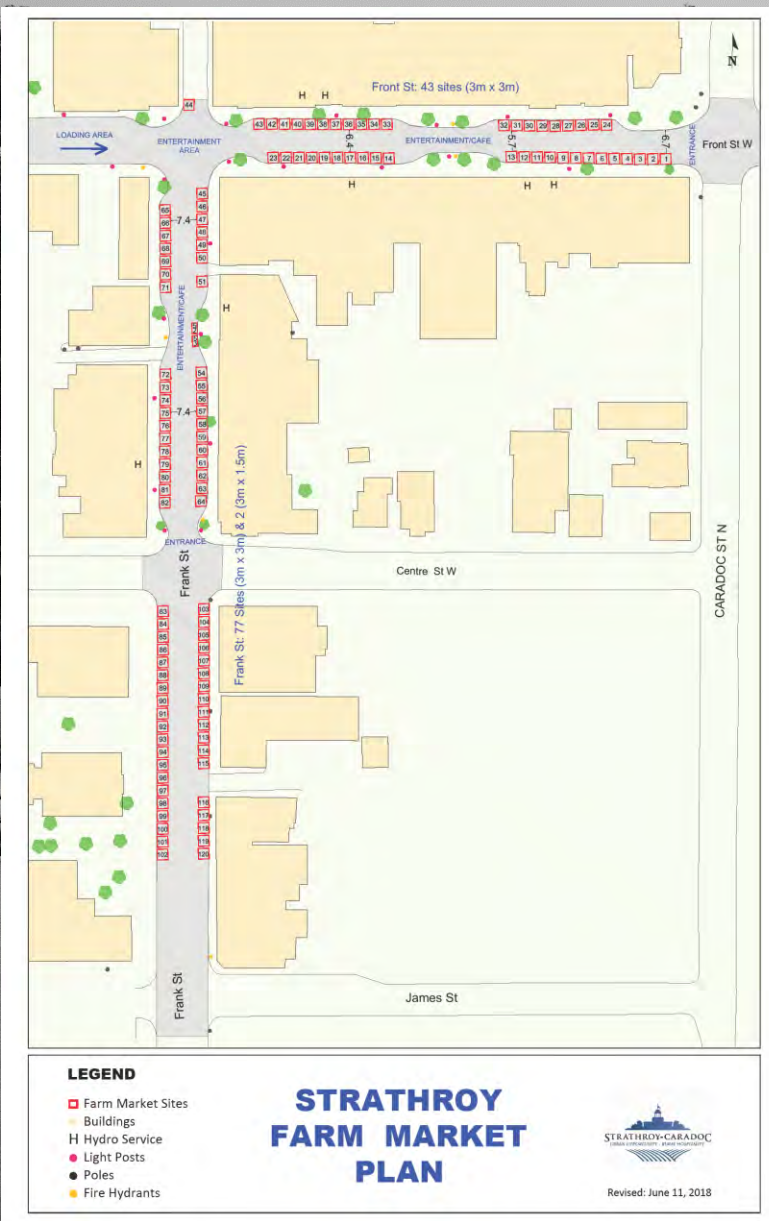 N
Front St: 43 sites (3m x 3m)
H H
44
LOADING AREA
ENTERTAINMENT
AREA
43 42 41 40 39 38 37 36 35 34 33
ENTERTAINMENT/CAFE
32 31 30 29 28 27 26 25 24
6.4
5.7
6.7
ENTRANCE
Front St W
23 22 21 20 19 18 17 16 15 14
13 12 11 10 9 8 7 6 5 4 3 2 1
H H H
45
46
47
48
49
50
51
65
66
67
68
69
70
71
7.4
ENTERTAINMENT/CAFE
H
72
73
74
75
76
77
78
79
80
81
82
7.4
54
55
56
57
58
59
60
61
62
63
64
H
ENTRANCE
Frank St
Frank St: 77 Sites (3m x 3m) & 2 (3m x 1.5m)
Centre St W
CARADOC ST N
83
84
85
86
87
88
89
90
91
92
93
94
95
96
97
98
99
100
101
102
103
104
105
106
107
108
109
110
111
112
113
114
115
116
117
118
119
120
Frank St
James St
LEGEND
Farm Market Sites
Buildings
H Hydro Service
Light Posts
Poles
Fire Hydrants
STRATHROY
FARM MARKET
PLAN
STRATHROY-CARADOC
Revised: June 11, 2018